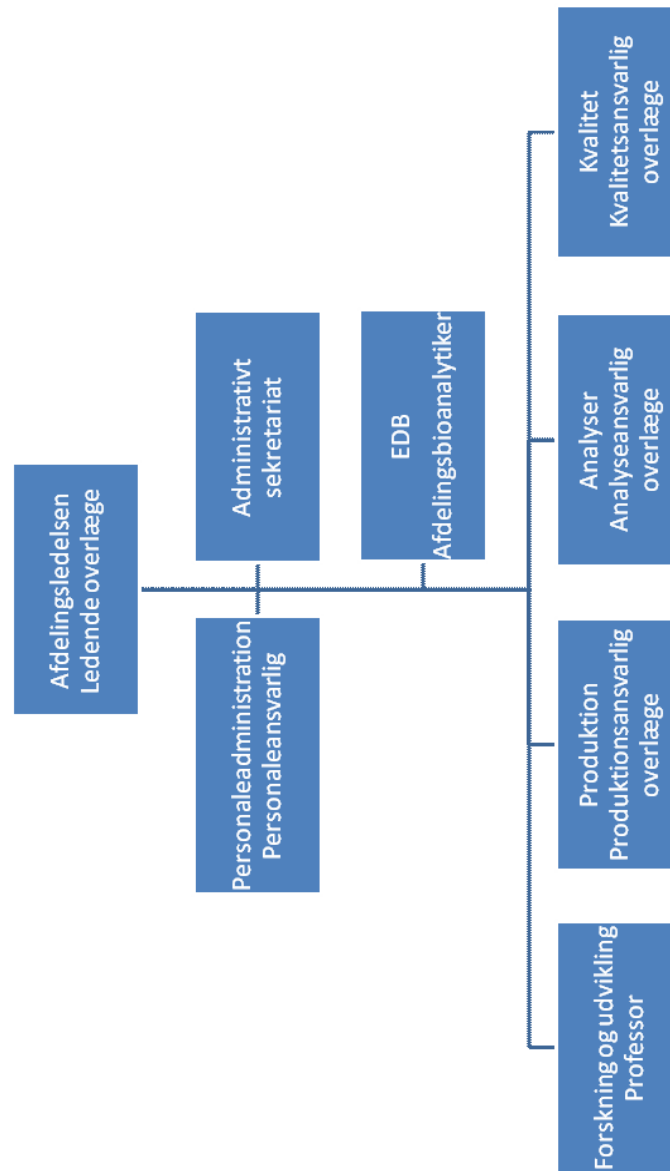 Afdelingsledelsen
Ledende overlæge
Personaleadministration
Personaleansvarlig
Administrativt
sekretariat
EDB
Afdelingsbioanalytiker
Forskning og udvikling
Professor
Produktion
Produktionsansvarlig
overlæge
Analyser
Analyseansvarlig
overlæge
Kvalitet
Kvalitetsansvarlig
overlæge